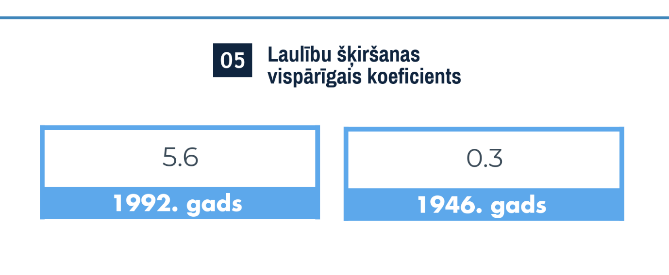 05
Laulību šķiršanas
vispārīgais koeficients
5.6
1992. gads
0.3
1946. gads